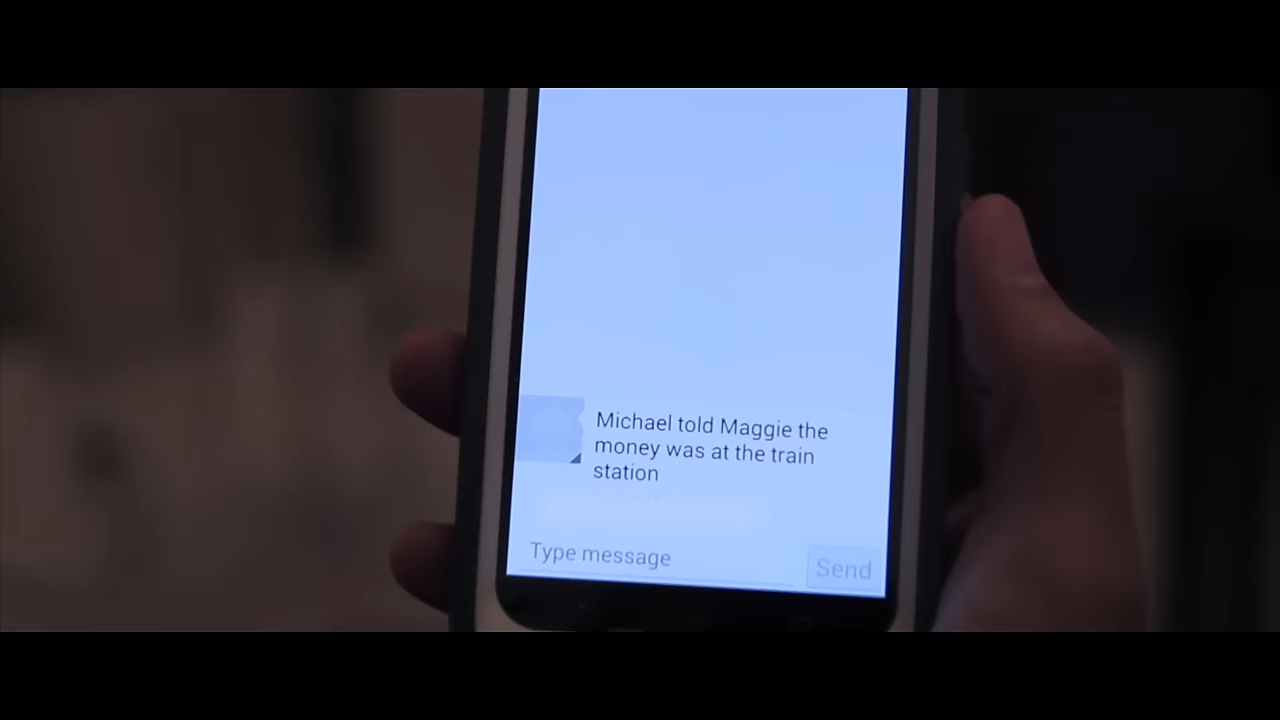 Michael told Maggie the
money was at the train
station
Type message
Send